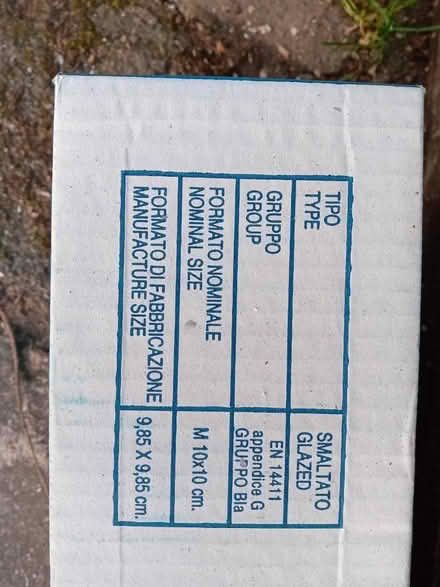 TIPO
TYPE
SMALTATO
GLAZED
GRUPPO
GROUP
EN 14411
appendice G
GRUPPO BIa
FORMATO NOMINALE
NOMINAL SIZE
M 10x10 cm.
FORMATO DI FABBRICAZIONE
MANUFACTURE SIZE
9,85 X 9,85 cm.